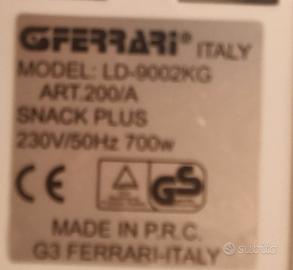 GFERRARI® ITALY
MODEL: LD-9002KG
ART.200/A
SNACK PLUS
230V/50Hz 700w
CE GS
MADE IN P.R.C.
G3 FERRARI-ITALY
subito